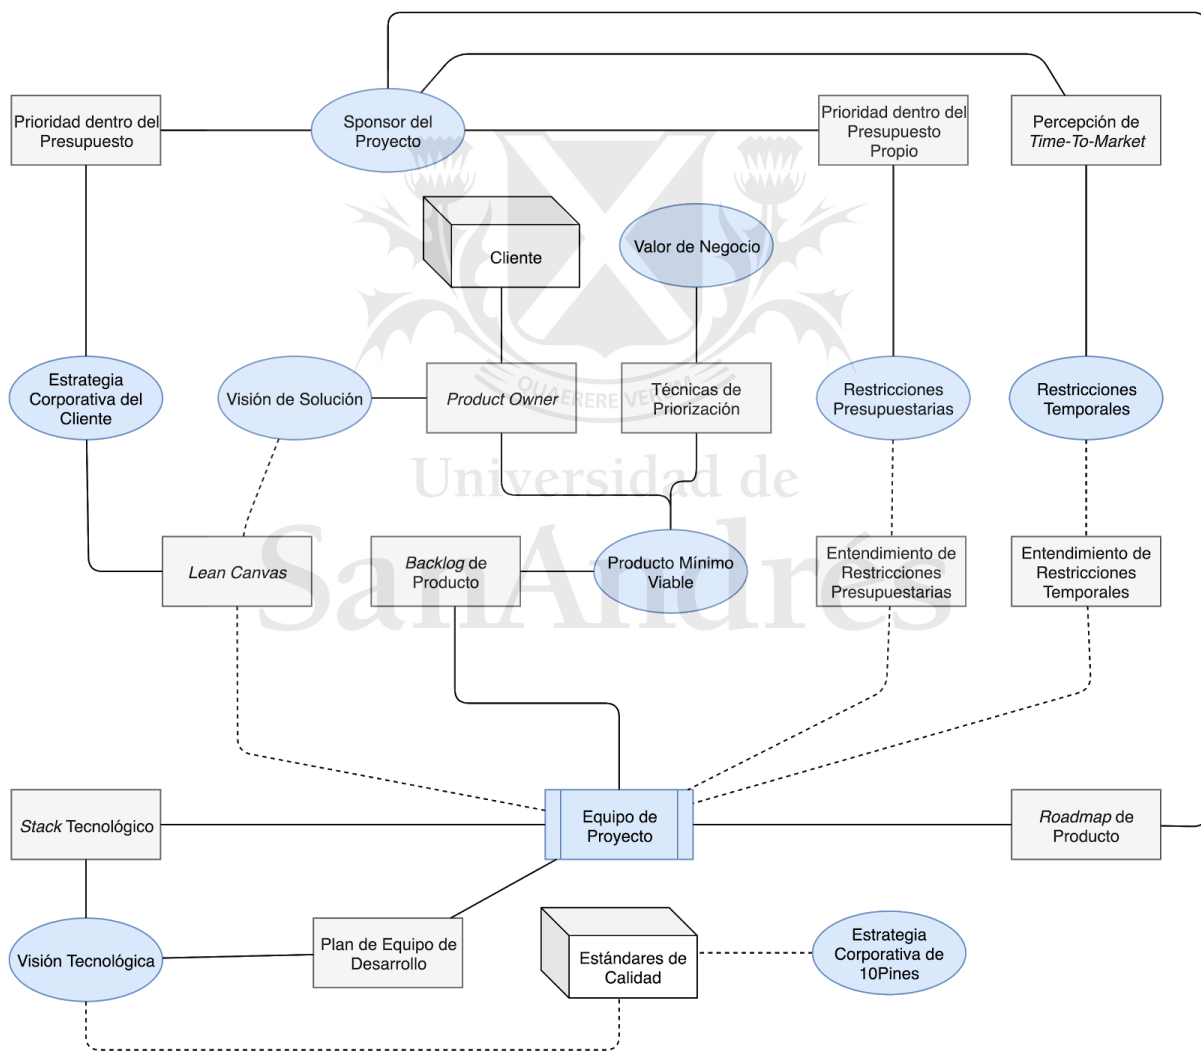 Sponsor del
Proyecto
Prioridad dentro del
Presupuesto
Prioridad dentro del
Presupuesto
Propio
Percepción de
Time-To-Market
Cliente
Valor de Negocio
Estrategia
Corporativa del
Cliente
Visión de Solución
Product Owner
Técnicas de
Priorización
Restricciones
Presupuestarias
Restricciones
Temporales
QUAERERE VERUM
Universidad de
SanAndrés
Lean Canvas
Backlog de
Producto
Producto Mínimo
Viable
Entendimiento de
Restricciones
Presupuestarias
Entendimiento de
Restricciones
Temporales
Stack Tecnológico
Equipo de
Proyecto
Roadmap de
Producto
Visión Tecnológica
Plan de Equipo de
Desarrollo
Estándares de
Calidad
Estrategia
Corporativa de
10Pines